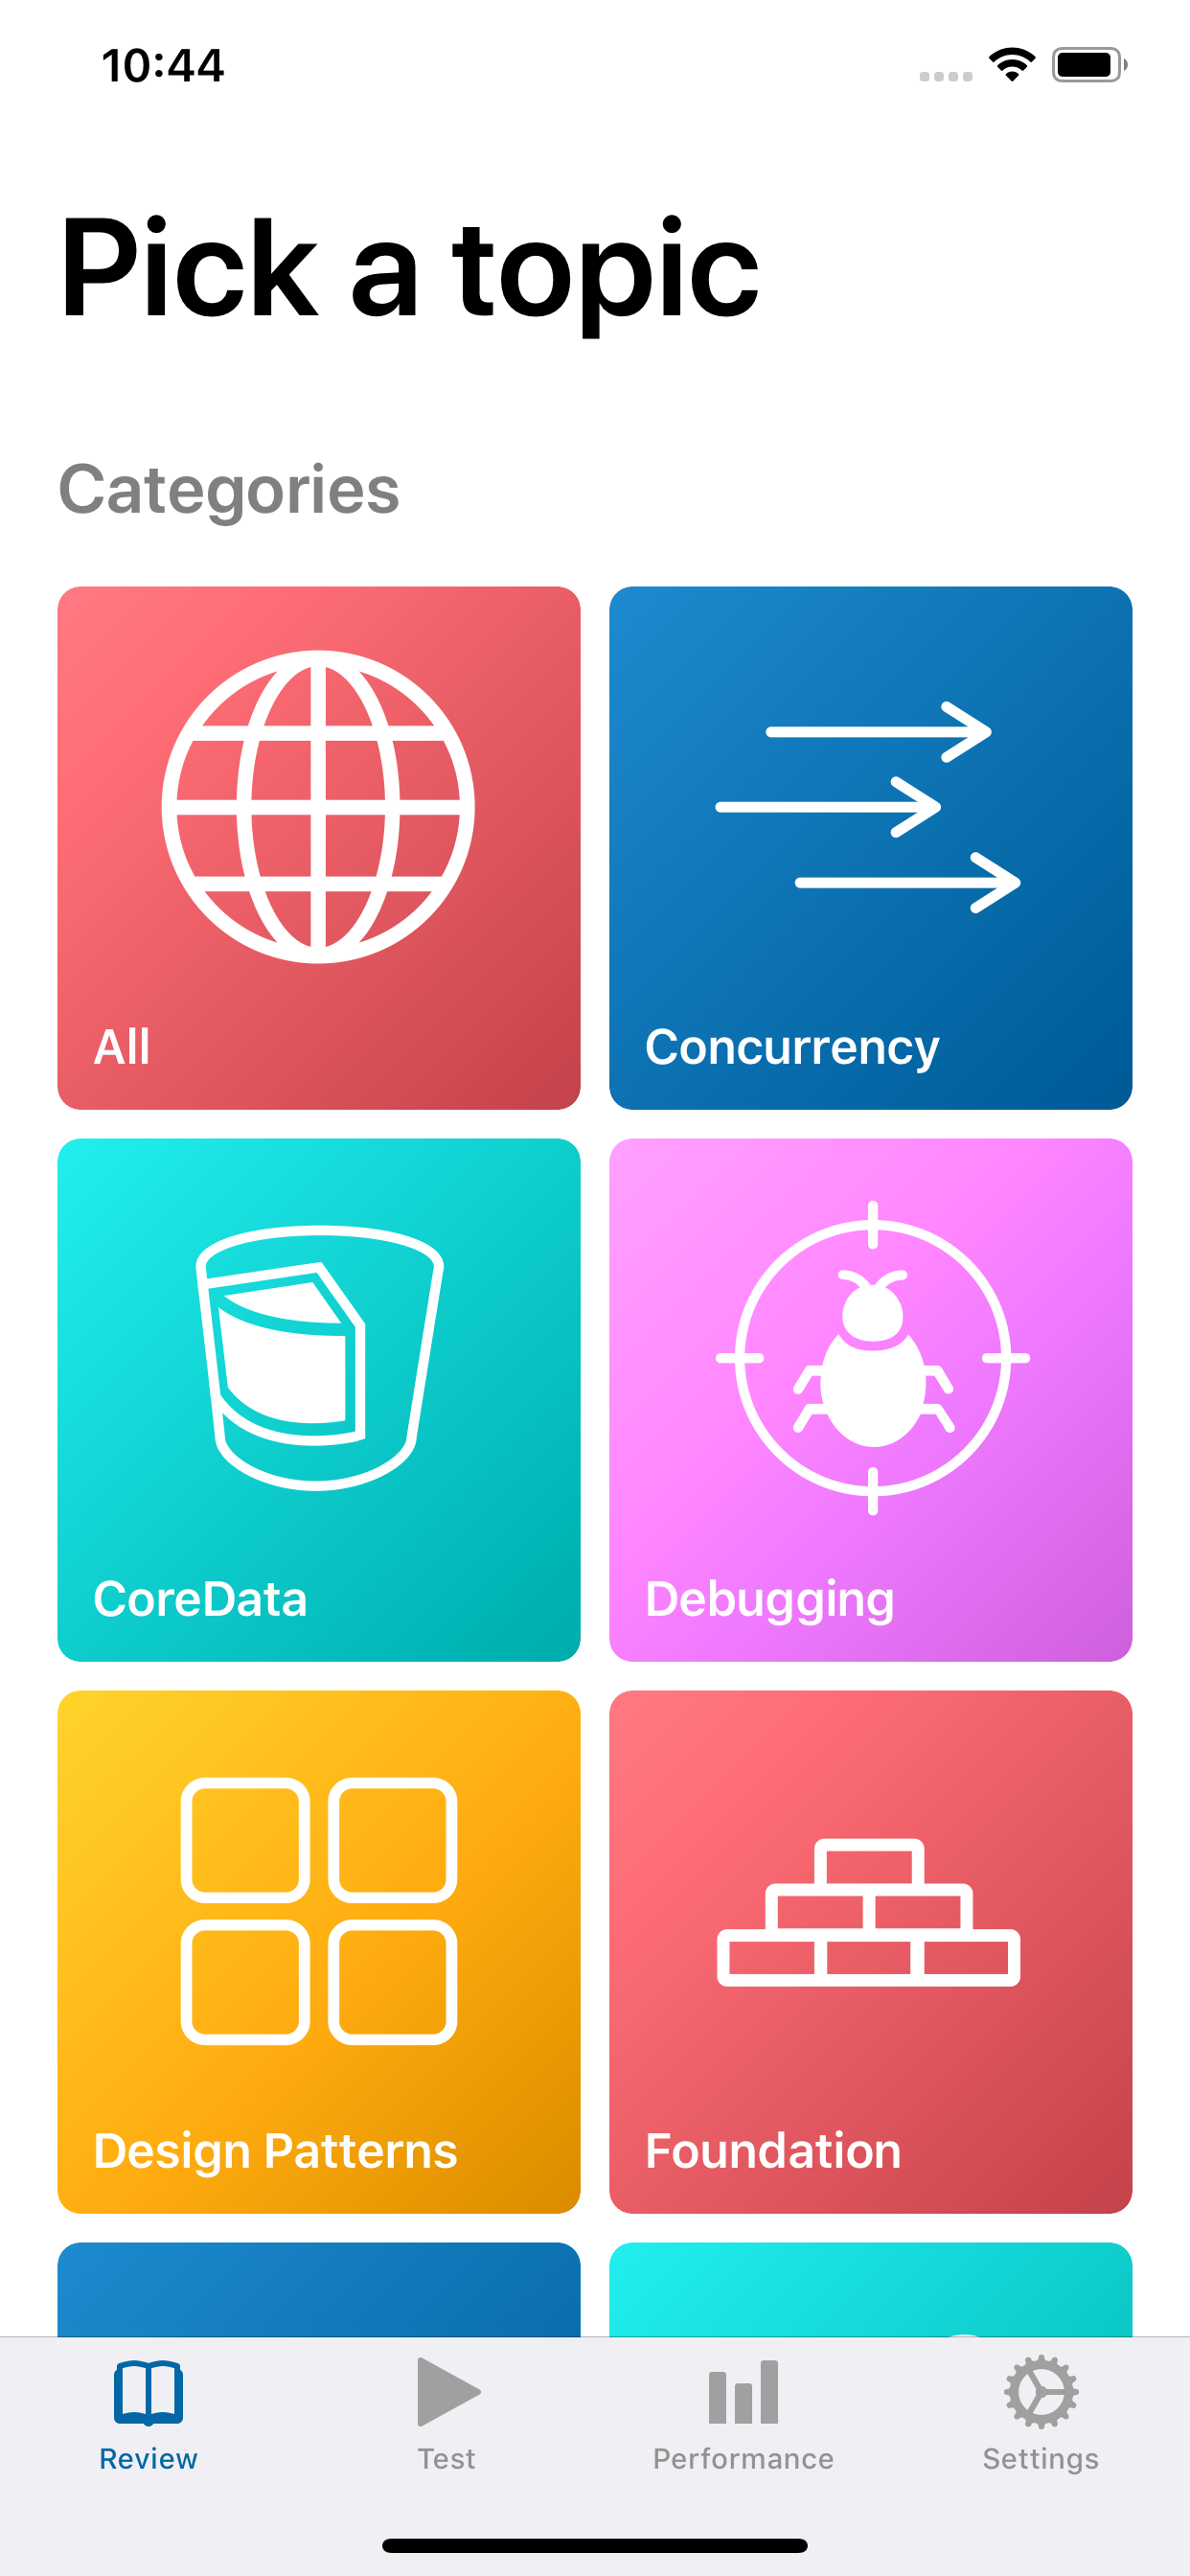 10:44
Pick a topic
Categories
All
Concurrency
CoreData
Debugging
Design Patterns
Foundation
Review
Test
Performance
Settings